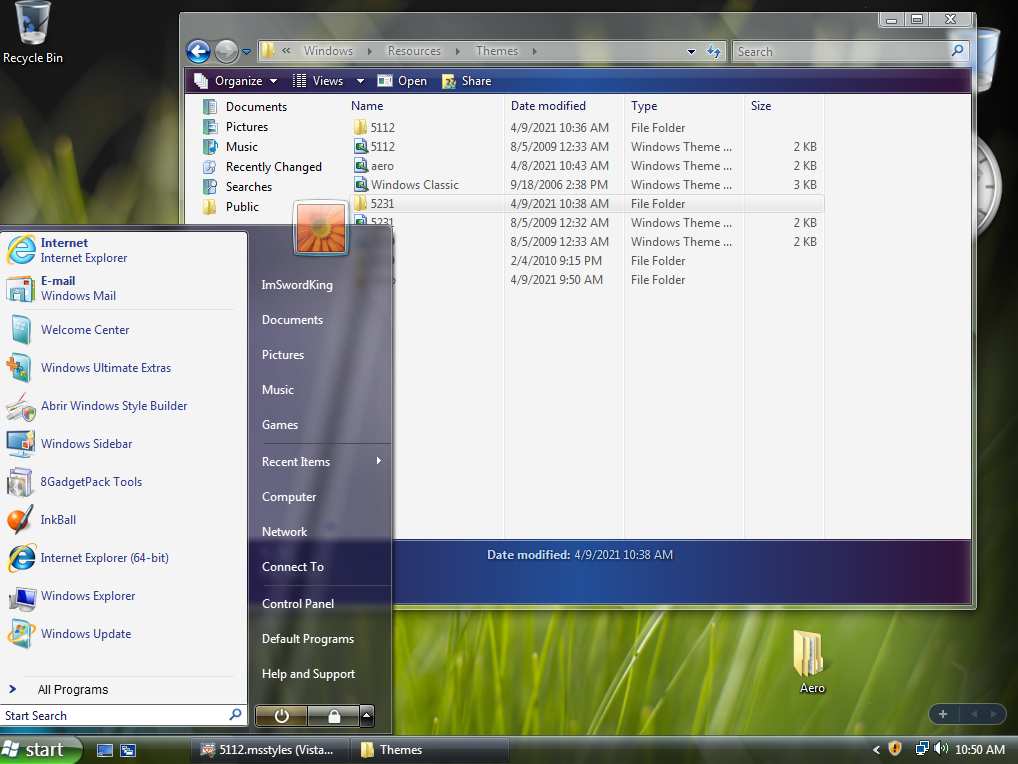 Recycle Bin
« Windows Resources Themes
Search
Organize Views Open Share
Documents
Pictures
Music
Recently Changed
Searches
Public
Name Date modified Type Size
5112 4/9/2021 10:36 AM File Folder
5112 8/5/2009 12:33 AM Windows Theme ... 2 KB
aero 4/8/2021 10:43 AM Windows Theme ... 2 KB
Windows Classic 9/18/2006 2:38 PM Windows Theme ... 3 KB
5231 4/9/2021 10:38 AM File Folder
5231 8/5/2009 12:32 AM Windows Theme ... 2 KB
8/5/2009 12:33 AM Windows Theme ... 2 KB
2/4/2010 9:15 PM File Folder
4/9/2021 9:50 AM File Folder
Date modified: 4/9/2021 10:38 AM
Internet
Internet Explorer
E-mail
Windows Mail
Welcome Center
Windows Ultimate Extras
Abrir Windows Style Builder
Windows Sidebar
8GadgetPack Tools
InkBall
Internet Explorer (64-bit)
Windows Explorer
Windows Update
All Programs
Start Search
ImSwordKing
Documents
Pictures
Music
Games
Recent Items
Computer
Network
Connect To
Control Panel
Default Programs
Help and Support
Aero
start
5112.msstyles (Vista...
Themes
10:50 AM